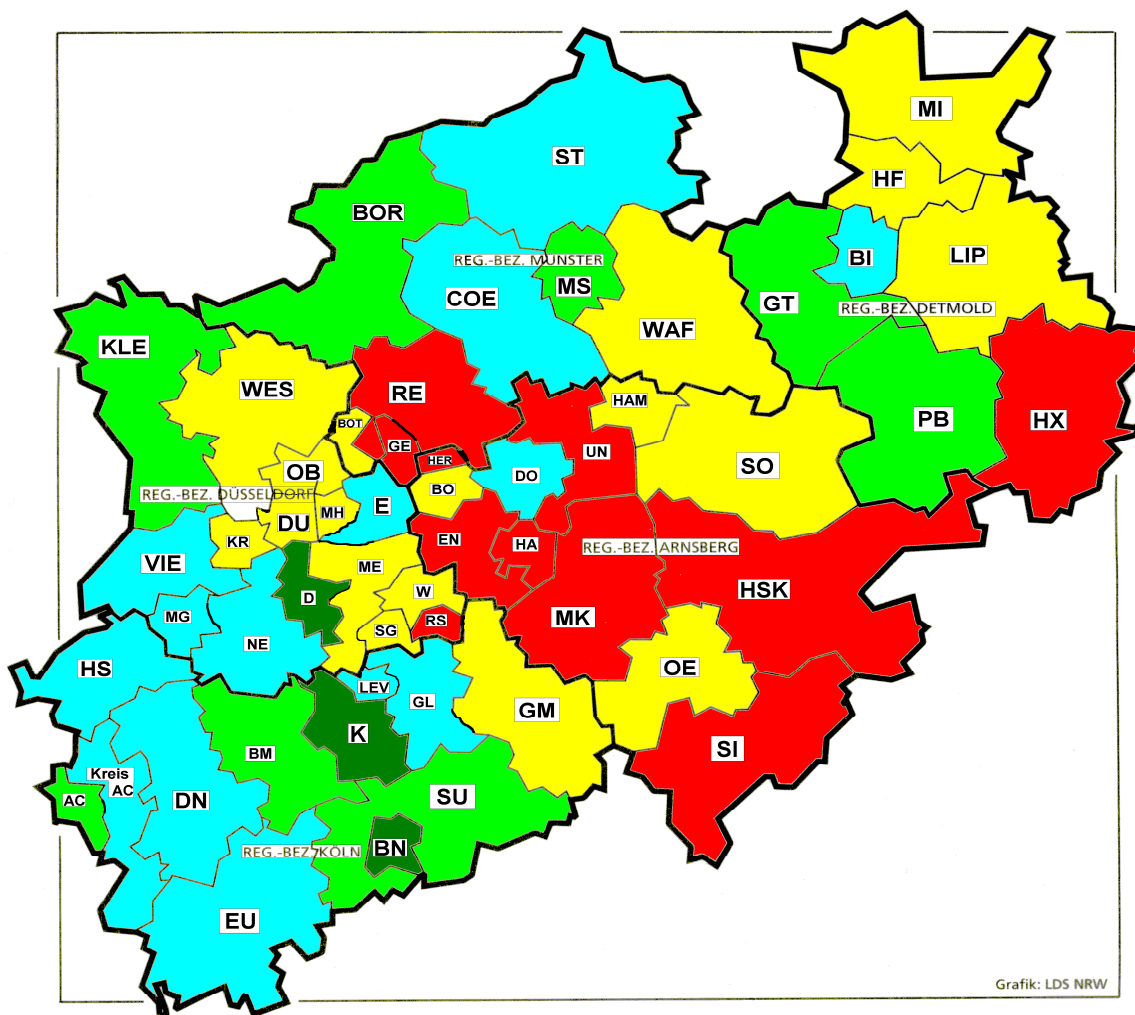 MI
ST
HF
BOR
BI
LIP
REG.-BEZ. MÜNSTER
MS
COE
GT
REG.-BEZ. DETMOLD
WAF
KLE
WES
RE
HAM
PB
HX
BOT
GE
UN
HER
SO
OB
DO
BO
REG.-BEZ. DÜSSELDORF
MH
E
DU
KR
EN
HA
REG.-BEZ. ARNSBERG
VIE
ME
D
W
HSK
MG
RS
MK
SG
NE
HS
OE
LEV
GL
GM
K
SI
BM
Kreis
AC
AC
DN
SU
REG.-BEZ. KÖLN
BN
EU
Grafik: LDS NRW